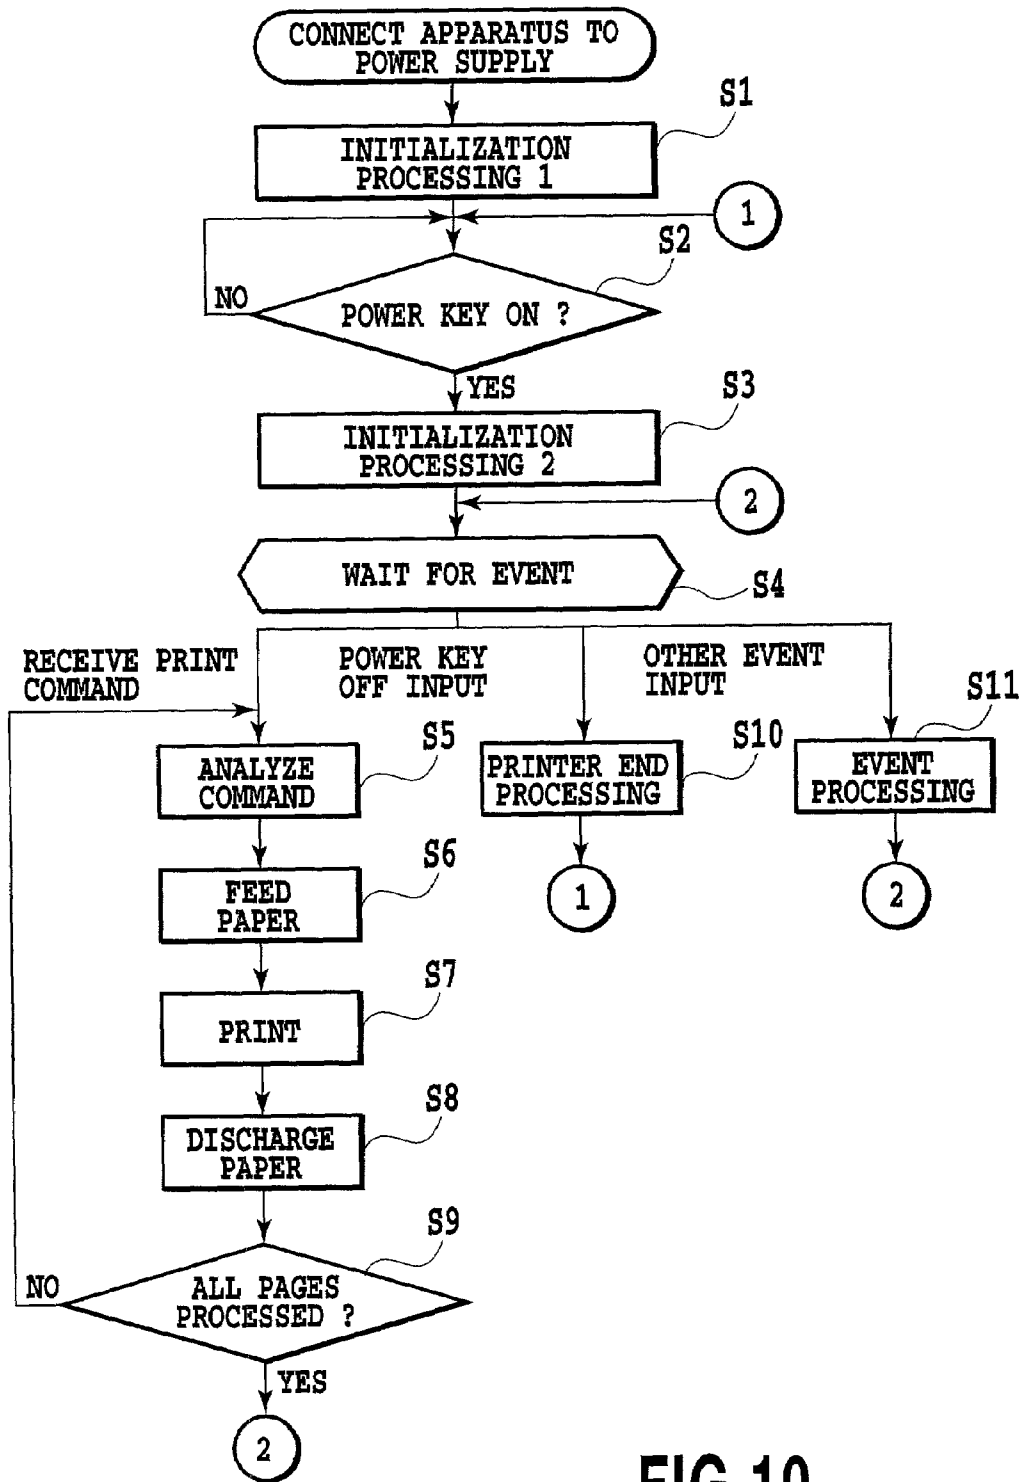 CONNECT APPARATUS TO
POWER SUPPLY
S1
INITIALIZATION
PROCESSING 1
1
S2
NO
POWER KEY ON ?
YES
S3
INITIALIZATION
PROCESSING 2
2
WAIT FOR EVENT
S4
RECEIVE PRINT
COMMAND
POWER KEY
OFF INPUT
OTHER EVENT
INPUT
S5
ANALYZE
COMMAND
S10
PRINTER END
PROCESSING
S11
EVENT
PROCESSING
1
2
S6
FEED
PAPER
S7
PRINT
S8
DISCHARGE
PAPER
S9
NO
ALL PAGES
PROCESSED ?
YES
2
FIG.10